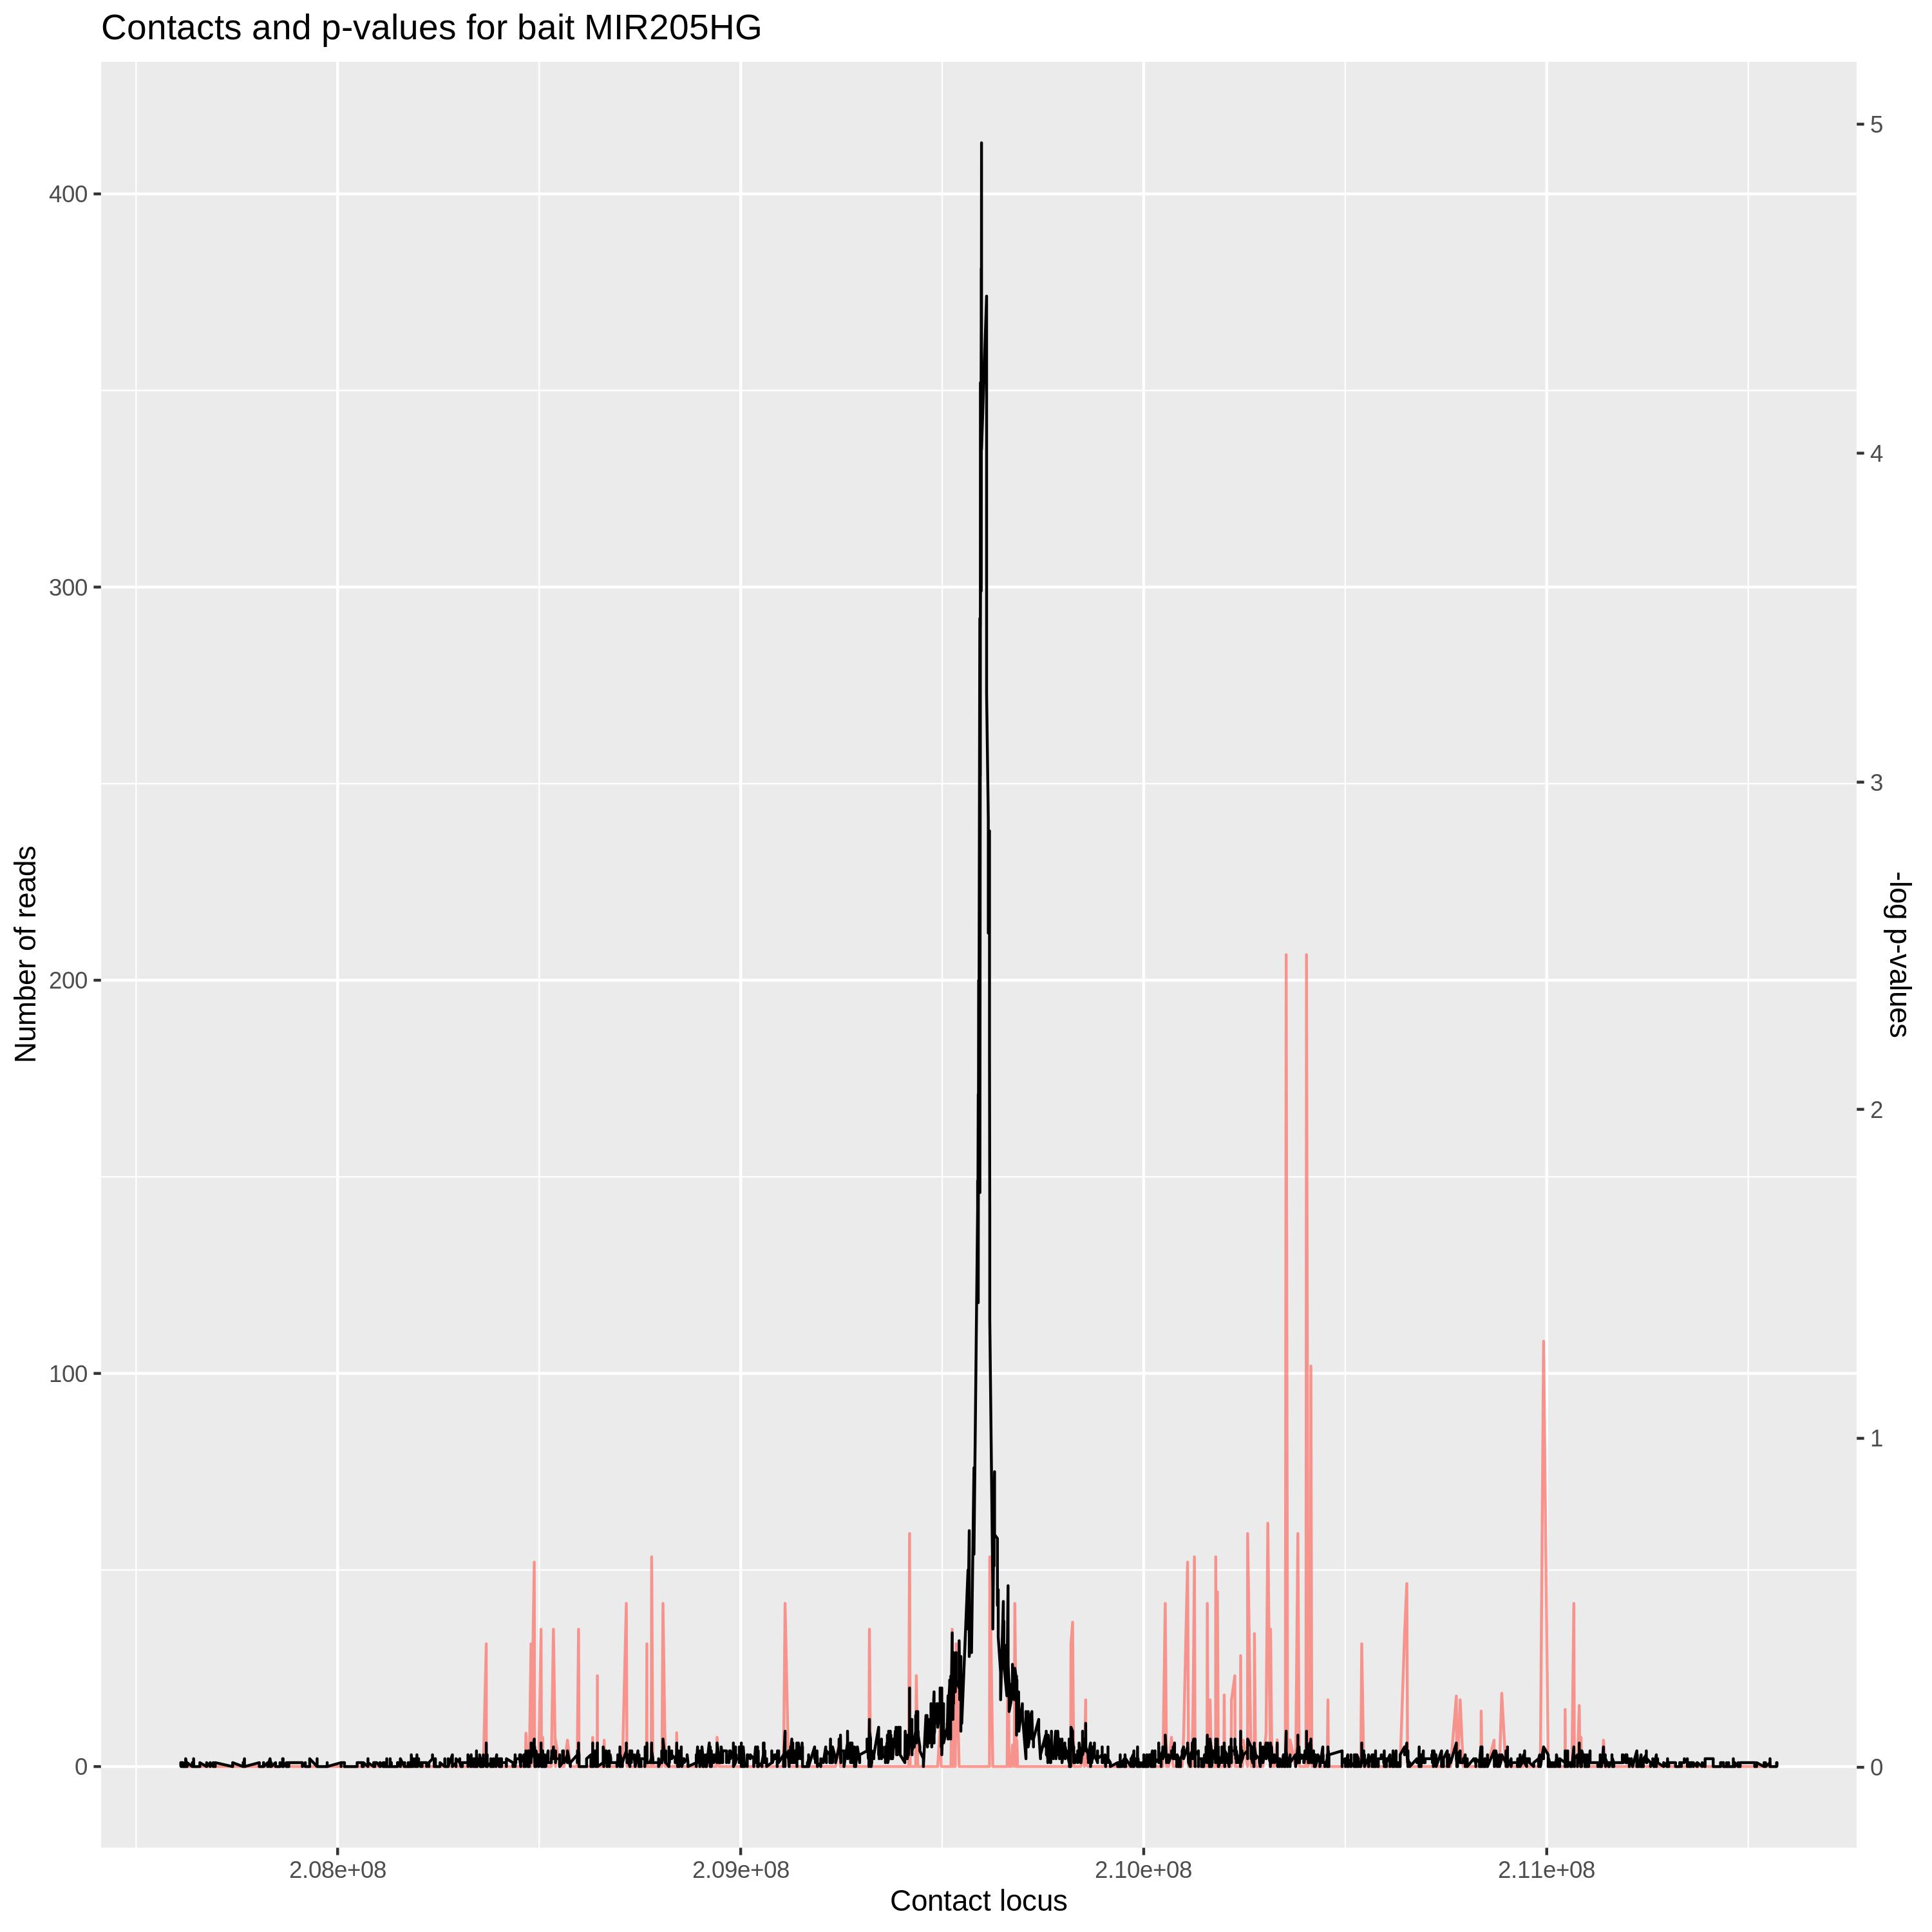 Contacts and p-values for bait MIR205HG
Number of reads
400
300
200
100
0
5
4
3
2
1
0
-log p-values
2.08e+08 2.09e+08 2.10e+08 2.11e+08
Contact locus